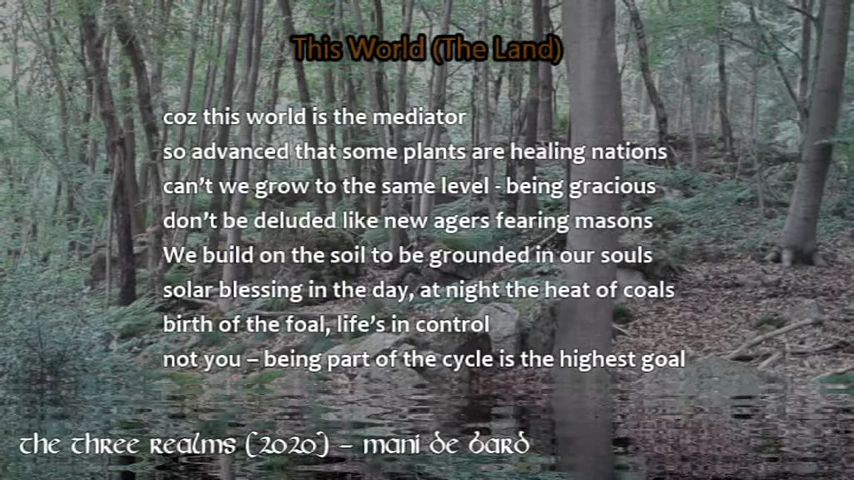 This World (The Land)
coz this world is the mediator
so advanced that some plants are healing nations
can't we grow to the same level - being gracious
don't be deluded like new agers fearing masons
We build on the soil to be grounded in our souls
solar blessing in the day, at night the heat of coals
birth of the foal, life's in control
not you – being part of the cycle is the highest goal
The Three Realms (2020) – Mani de Bard